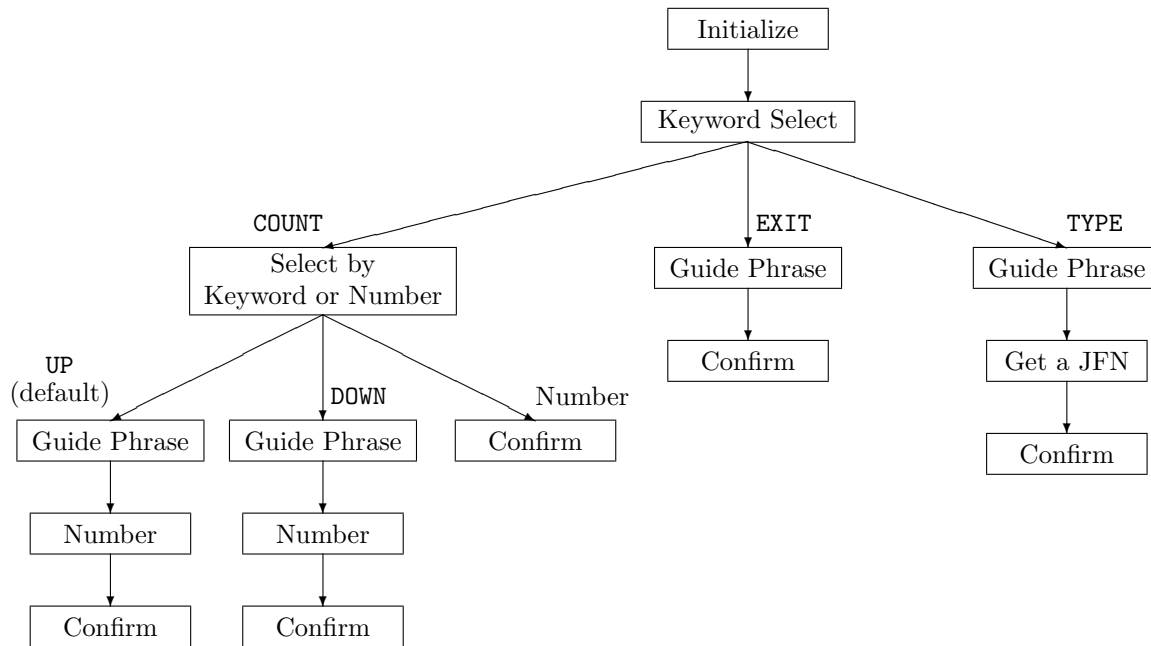 Initialize
Keyword Select
COUNT
EXIT
TYPE
Select by
Keyword or Number
Guide Phrase
Guide Phrase
Confirm
Get a JFN
UP
(default)
DOWN
Number
Guide Phrase
Guide Phrase
Confirm
Confirm
Number
Number
Confirm
Confirm